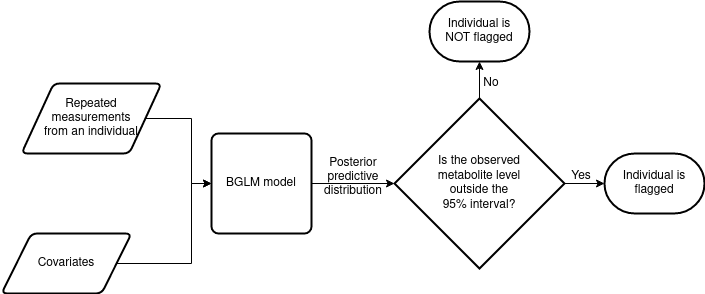 Individual is
NOT flagged
No
Repeated
measurements
from an individual
BGLM model
Posterior
predictive
distribution
Is the observed
metabolite level
outside the
95% interval?
Yes
Individual is
flagged
Covariates